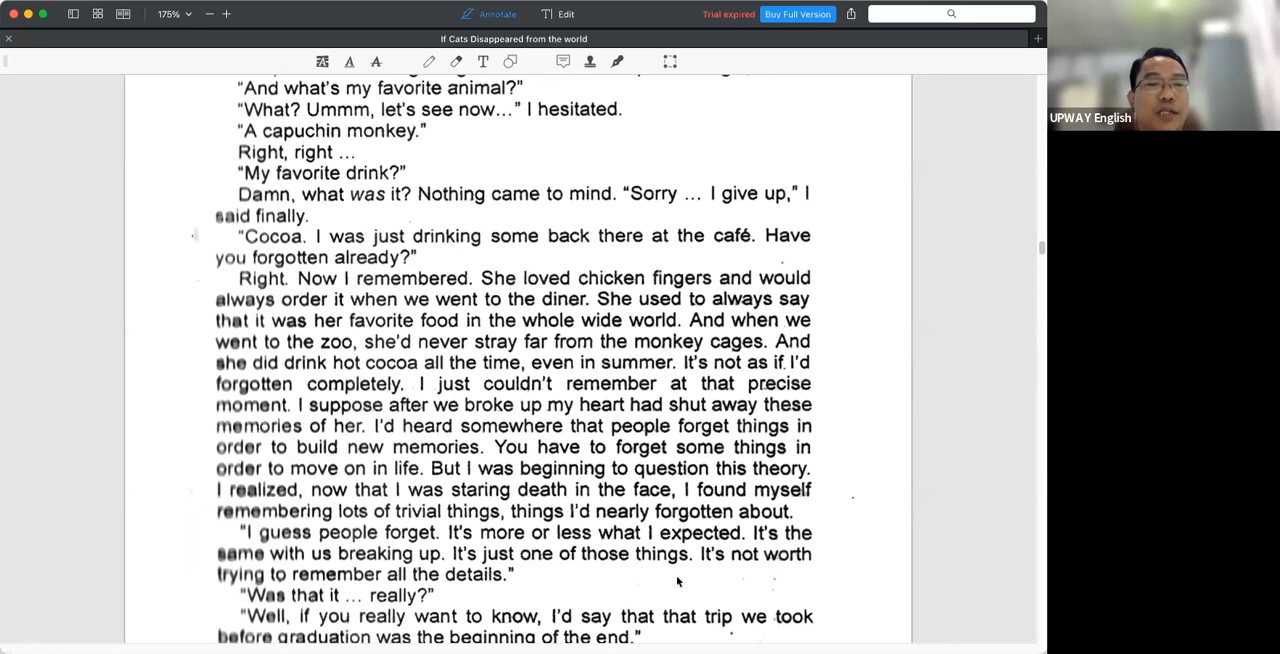 175%
Annotate
Edit
Trial expired
Buy Full Version
If Cats Disappeared from the world
"And what's my favorite animal?"
"What? Ummm, let's see now..." I hesitated.
"A capuchin monkey."
Right, right ...
"My favorite drink?"
Damn, what was it? Nothing came to mind. "Sorry ... I give up," I
said finally.
"Cocoa. I was just drinking some back there at the café. Have
you forgotten already?"
Right. Now I remembered. She loved chicken fingers and would
always order it when we went to the diner. She used to always say
that it was her favorite food in the whole wide world. And when we
went to the zoo, she'd never stray far from the monkey cages. And
she did drink hot cocoa all the time, even in summer. It's not as if I'd
forgotten completely. I just couldn't remember at that precise
moment. I suppose after we broke up my heart had shut away these
memories of her. I'd heard somewhere that people forget things in
order to build new memories. You have to forget some things in
order to move on in life. But I was beginning to question this theory.
I realized, now that I was staring death in the face, I found myself
remembering lots of trivial things, things I'd nearly forgotten about.
"I guess people forget. It's more or less what I expected. It's the
same with us breaking up. It's just one of those things. It's not worth
trying to remember all the details."
"Was that it ... really?"
"Well, if you really want to know, I'd say that that trip we took
before graduation was the beginning of the end."
UPWAY English